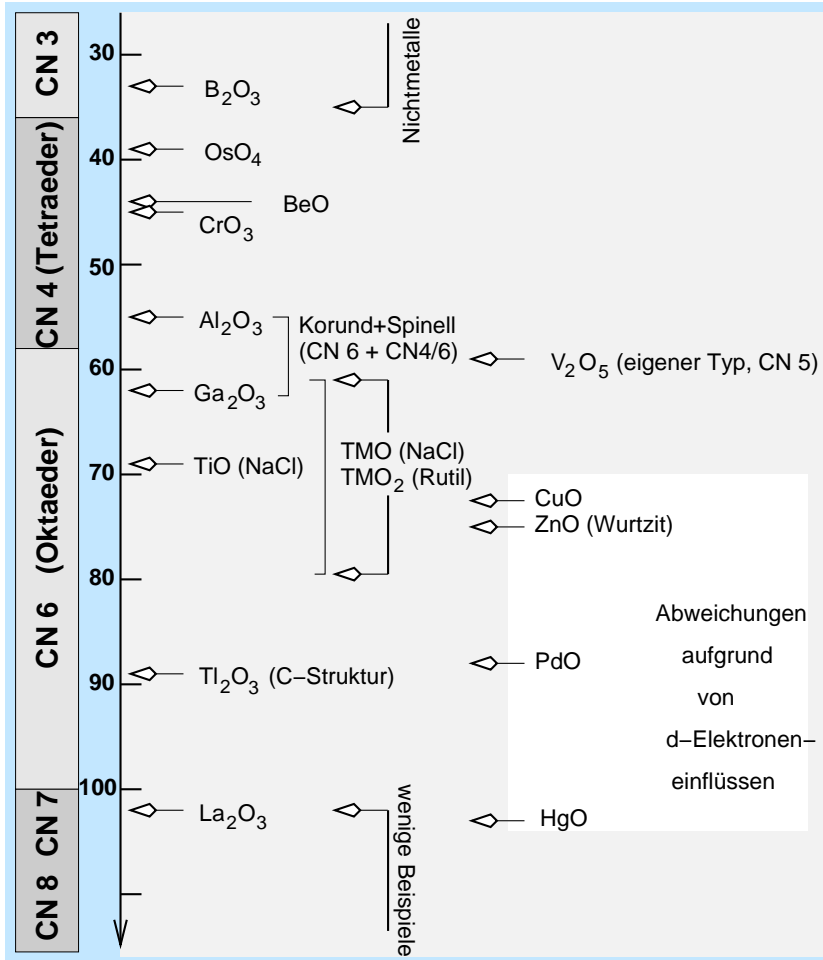 CN 3
CN 4 (Tetraeder)
CN 6 (Oktaeder)
CN 8 CN 7
30
40
50
60
70
80
90
100
Nichtmetalle
B₂O₃
OsO₄
BeO
CrO₃
Al₂O₃
Korund+Spinell
(CN 6 + CN4/6)
V₂O₅ (eigener Typ, CN 5)
Ga₂O₃
TiO (NaCl)
TMO (NaCl)
TMO₂ (Rutil)
CuO
ZnO (Wurtzit)
Abweichungen
aufgrund
von
d−Elektronen−
einflüssen
PdO
Tl₂O₃ (C−Struktur)
La₂O₃
wenige Beispiele
HgO